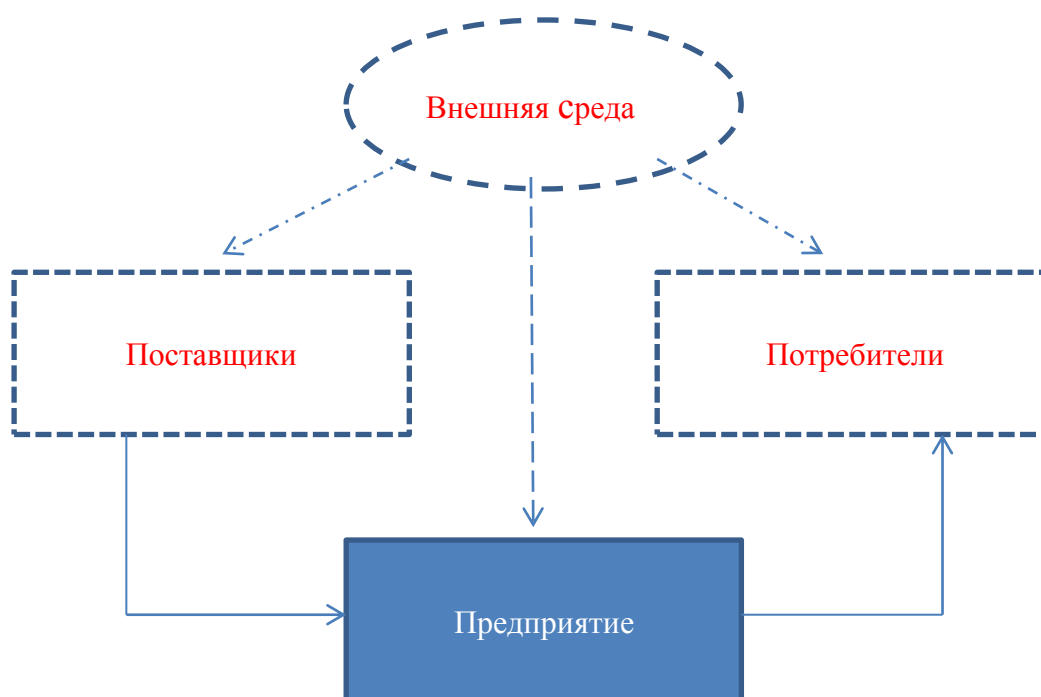 Внешняя среда
Поставщики
Потребители
Предприятие